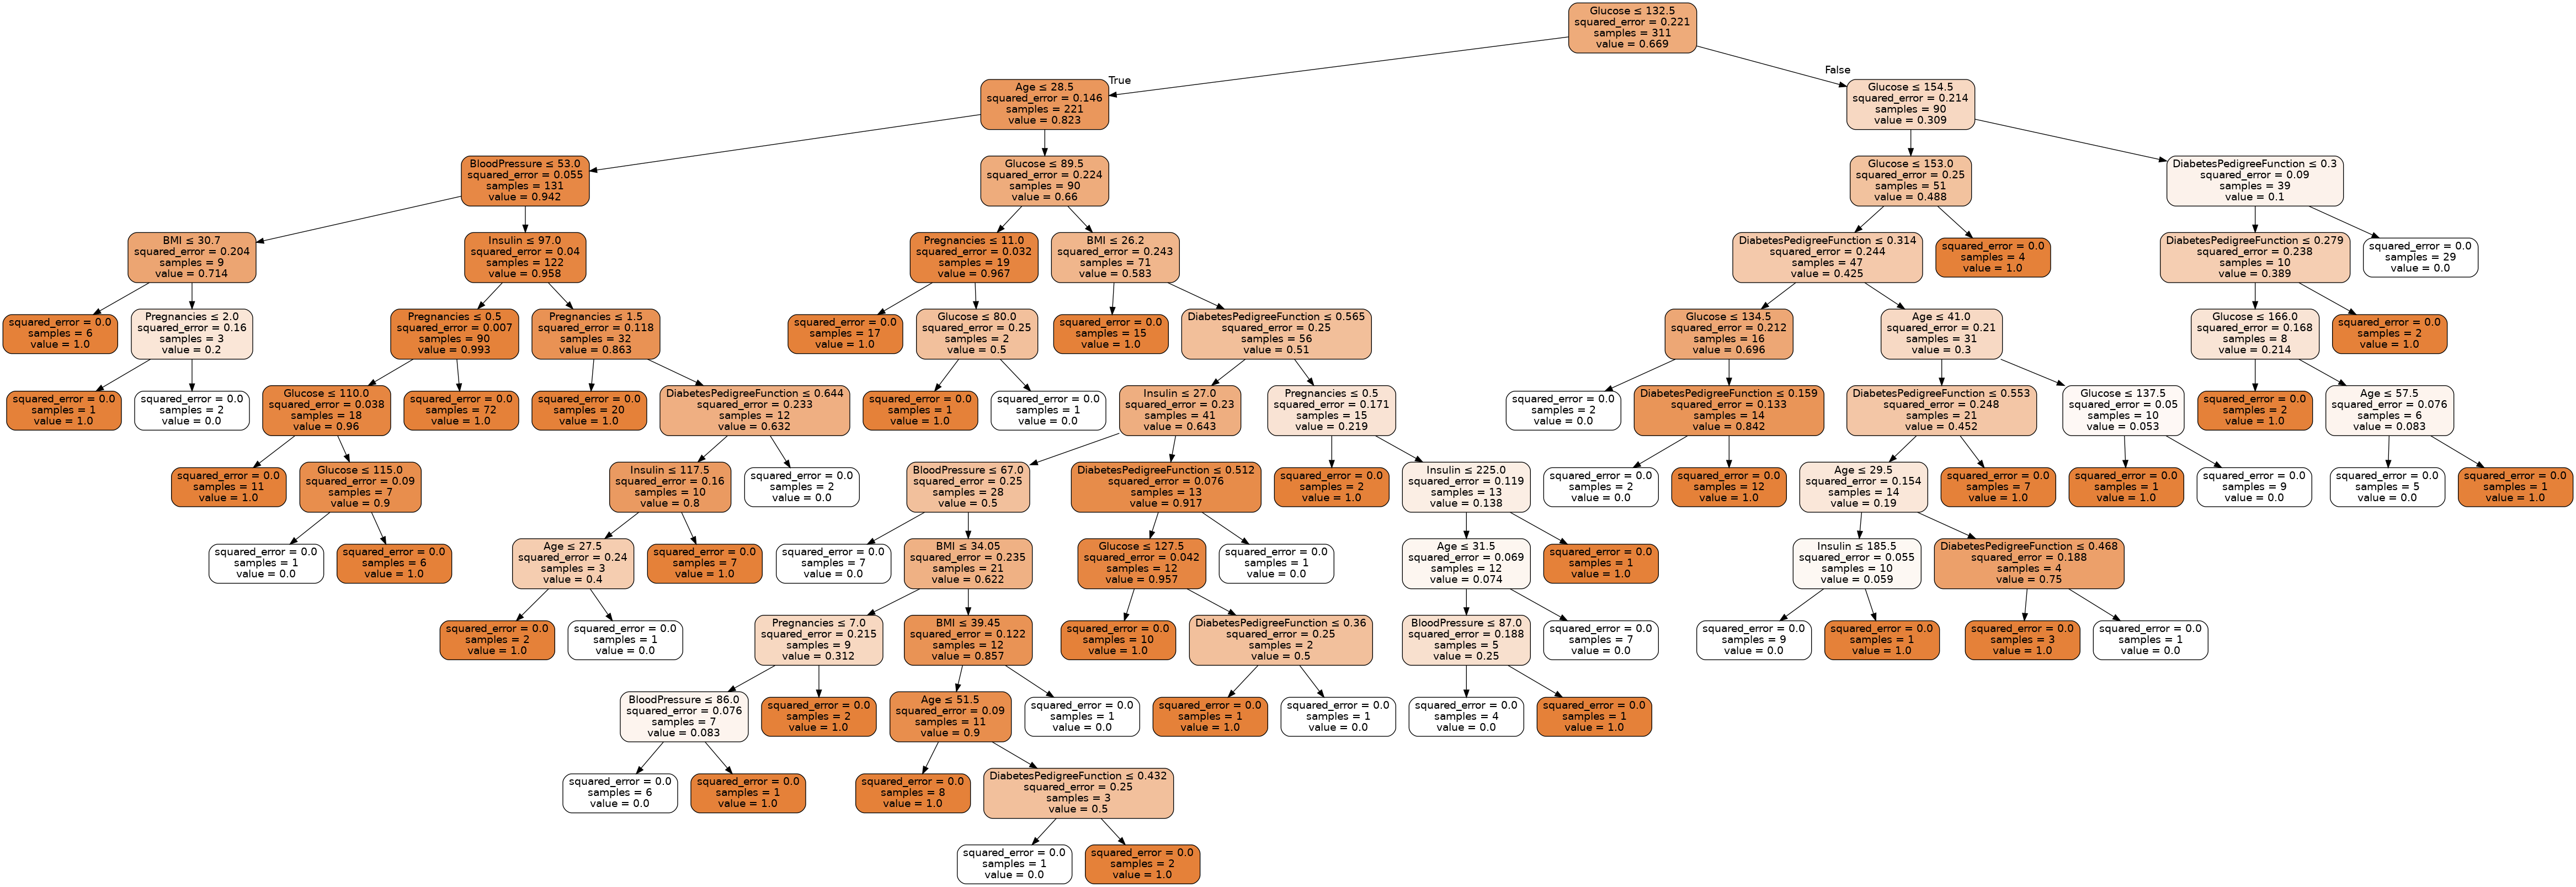 Glucose ≤ 132.5
squared_error = 0.221
samples = 311
value = 0.669
True
False
Age ≤ 28.5
squared_error = 0.146
samples = 221
value = 0.823
Glucose ≤ 154.5
squared_error = 0.214
samples = 90
value = 0.309
BloodPressure ≤ 53.0
squared_error = 0.055
samples = 131
value = 0.942
Glucose ≤ 89.5
squared_error = 0.224
samples = 90
value = 0.66
Glucose ≤ 153.0
squared_error = 0.25
samples = 51
value = 0.488
DiabetesPedigreeFunction ≤ 0.3
squared_error = 0.09
samples = 39
value = 0.1
BMI ≤ 30.7
squared_error = 0.204
samples = 9
value = 0.714
Insulin ≤ 97.0
squared_error = 0.04
samples = 122
value = 0.958
Pregnancies ≤ 11.0
squared_error = 0.032
samples = 19
value = 0.967
BMI ≤ 26.2
squared_error = 0.243
samples = 71
value = 0.583
DiabetesPedigreeFunction ≤ 0.314
squared_error = 0.244
samples = 47
value = 0.425
squared_error = 0.0
samples = 4
value = 1.0
DiabetesPedigreeFunction ≤ 0.279
squared_error = 0.238
samples = 10
value = 0.389
squared_error = 0.0
samples = 29
value = 0.0
squared_error = 0.0
samples = 6
value = 1.0
Pregnancies ≤ 2.0
squared_error = 0.16
samples = 3
value = 0.2
Pregnancies ≤ 0.5
squared_error = 0.007
samples = 90
value = 0.993
Pregnancies ≤ 1.5
squared_error = 0.118
samples = 32
value = 0.863
squared_error = 0.0
samples = 17
value = 1.0
Glucose ≤ 80.0
squared_error = 0.25
samples = 2
value = 0.5
squared_error = 0.0
samples = 15
value = 1.0
DiabetesPedigreeFunction ≤ 0.565
squared_error = 0.25
samples = 56
value = 0.51
Glucose ≤ 134.5
squared_error = 0.212
samples = 16
value = 0.696
Age ≤ 41.0
squared_error = 0.21
samples = 31
value = 0.3
Glucose ≤ 166.0
squared_error = 0.168
samples = 8
value = 0.214
squared_error = 0.0
samples = 2
value = 1.0
squared_error = 0.0
samples = 1
value = 1.0
squared_error = 0.0
samples = 2
value = 0.0
Glucose ≤ 110.0
squared_error = 0.038
samples = 18
value = 0.96
squared_error = 0.0
samples = 72
value = 1.0
squared_error = 0.0
samples = 20
value = 1.0
DiabetesPedigreeFunction ≤ 0.644
squared_error = 0.233
samples = 12
value = 0.632
squared_error = 0.0
samples = 1
value = 1.0
squared_error = 0.0
samples = 1
value = 0.0
Insulin ≤ 27.0
squared_error = 0.23
samples = 41
value = 0.643
Pregnancies ≤ 0.5
squared_error = 0.171
samples = 15
value = 0.219
squared_error = 0.0
samples = 2
value = 0.0
DiabetesPedigreeFunction ≤ 0.159
squared_error = 0.133
samples = 14
value = 0.842
DiabetesPedigreeFunction ≤ 0.553
squared_error = 0.248
samples = 21
value = 0.452
Glucose ≤ 137.5
squared_error = 0.05
samples = 10
value = 0.053
squared_error = 0.0
samples = 2
value = 1.0
Age ≤ 57.5
squared_error = 0.076
samples = 6
value = 0.083
squared_error = 0.0
samples = 11
value = 1.0
Glucose ≤ 115.0
squared_error = 0.09
samples = 7
value = 0.9
Insulin ≤ 117.5
squared_error = 0.16
samples = 10
value = 0.8
squared_error = 0.0
samples = 2
value = 0.0
BloodPressure ≤ 67.0
squared_error = 0.25
samples = 28
value = 0.5
DiabetesPedigreeFunction ≤ 0.512
squared_error = 0.076
samples = 13
value = 0.917
squared_error = 0.0
samples = 2
value = 1.0
Insulin ≤ 225.0
squared_error = 0.119
samples = 13
value = 0.138
squared_error = 0.0
samples = 2
value = 0.0
squared_error = 0.0
samples = 12
value = 1.0
Age ≤ 29.5
squared_error = 0.154
samples = 14
value = 0.19
squared_error = 0.0
samples = 7
value = 1.0
squared_error = 0.0
samples = 1
value = 1.0
squared_error = 0.0
samples = 9
value = 0.0
squared_error = 0.0
samples = 5
value = 0.0
squared_error = 0.0
samples = 1
value = 1.0
squared_error = 0.0
samples = 1
value = 0.0
squared_error = 0.0
samples = 6
value = 1.0
Age ≤ 27.5
squared_error = 0.24
samples = 3
value = 0.4
squared_error = 0.0
samples = 7
value = 1.0
squared_error = 0.0
samples = 7
value = 0.0
BMI ≤ 34.05
squared_error = 0.235
samples = 21
value = 0.622
Glucose ≤ 127.5
squared_error = 0.042
samples = 12
value = 0.957
squared_error = 0.0
samples = 1
value = 0.0
Age ≤ 31.5
squared_error = 0.069
samples = 12
value = 0.074
squared_error = 0.0
samples = 1
value = 1.0
Insulin ≤ 185.5
squared_error = 0.055
samples = 10
value = 0.059
DiabetesPedigreeFunction ≤ 0.468
squared_error = 0.188
samples = 4
value = 0.75
squared_error = 0.0
samples = 2
value = 1.0
squared_error = 0.0
samples = 1
value = 0.0
Pregnancies ≤ 7.0
squared_error = 0.215
samples = 9
value = 0.312
BMI ≤ 39.45
squared_error = 0.122
samples = 12
value = 0.857
squared_error = 0.0
samples = 10
value = 1.0
DiabetesPedigreeFunction ≤ 0.36
squared_error = 0.25
samples = 2
value = 0.5
BloodPressure ≤ 87.0
squared_error = 0.188
samples = 5
value = 0.25
squared_error = 0.0
samples = 7
value = 0.0
squared_error = 0.0
samples = 9
value = 0.0
squared_error = 0.0
samples = 1
value = 1.0
squared_error = 0.0
samples = 3
value = 1.0
squared_error = 0.0
samples = 1
value = 0.0
BloodPressure ≤ 86.0
squared_error = 0.076
samples = 7
value = 0.083
squared_error = 0.0
samples = 2
value = 1.0
Age ≤ 51.5
squared_error = 0.09
samples = 11
value = 0.9
squared_error = 0.0
samples = 1
value = 0.0
squared_error = 0.0
samples = 1
value = 1.0
squared_error = 0.0
samples = 1
value = 0.0
squared_error = 0.0
samples = 4
value = 0.0
squared_error = 0.0
samples = 1
value = 1.0
squared_error = 0.0
samples = 6
value = 0.0
squared_error = 0.0
samples = 1
value = 1.0
squared_error = 0.0
samples = 8
value = 1.0
DiabetesPedigreeFunction ≤ 0.432
squared_error = 0.25
samples = 3
value = 0.5
squared_error = 0.0
samples = 1
value = 0.0
squared_error = 0.0
samples = 2
value = 1.0